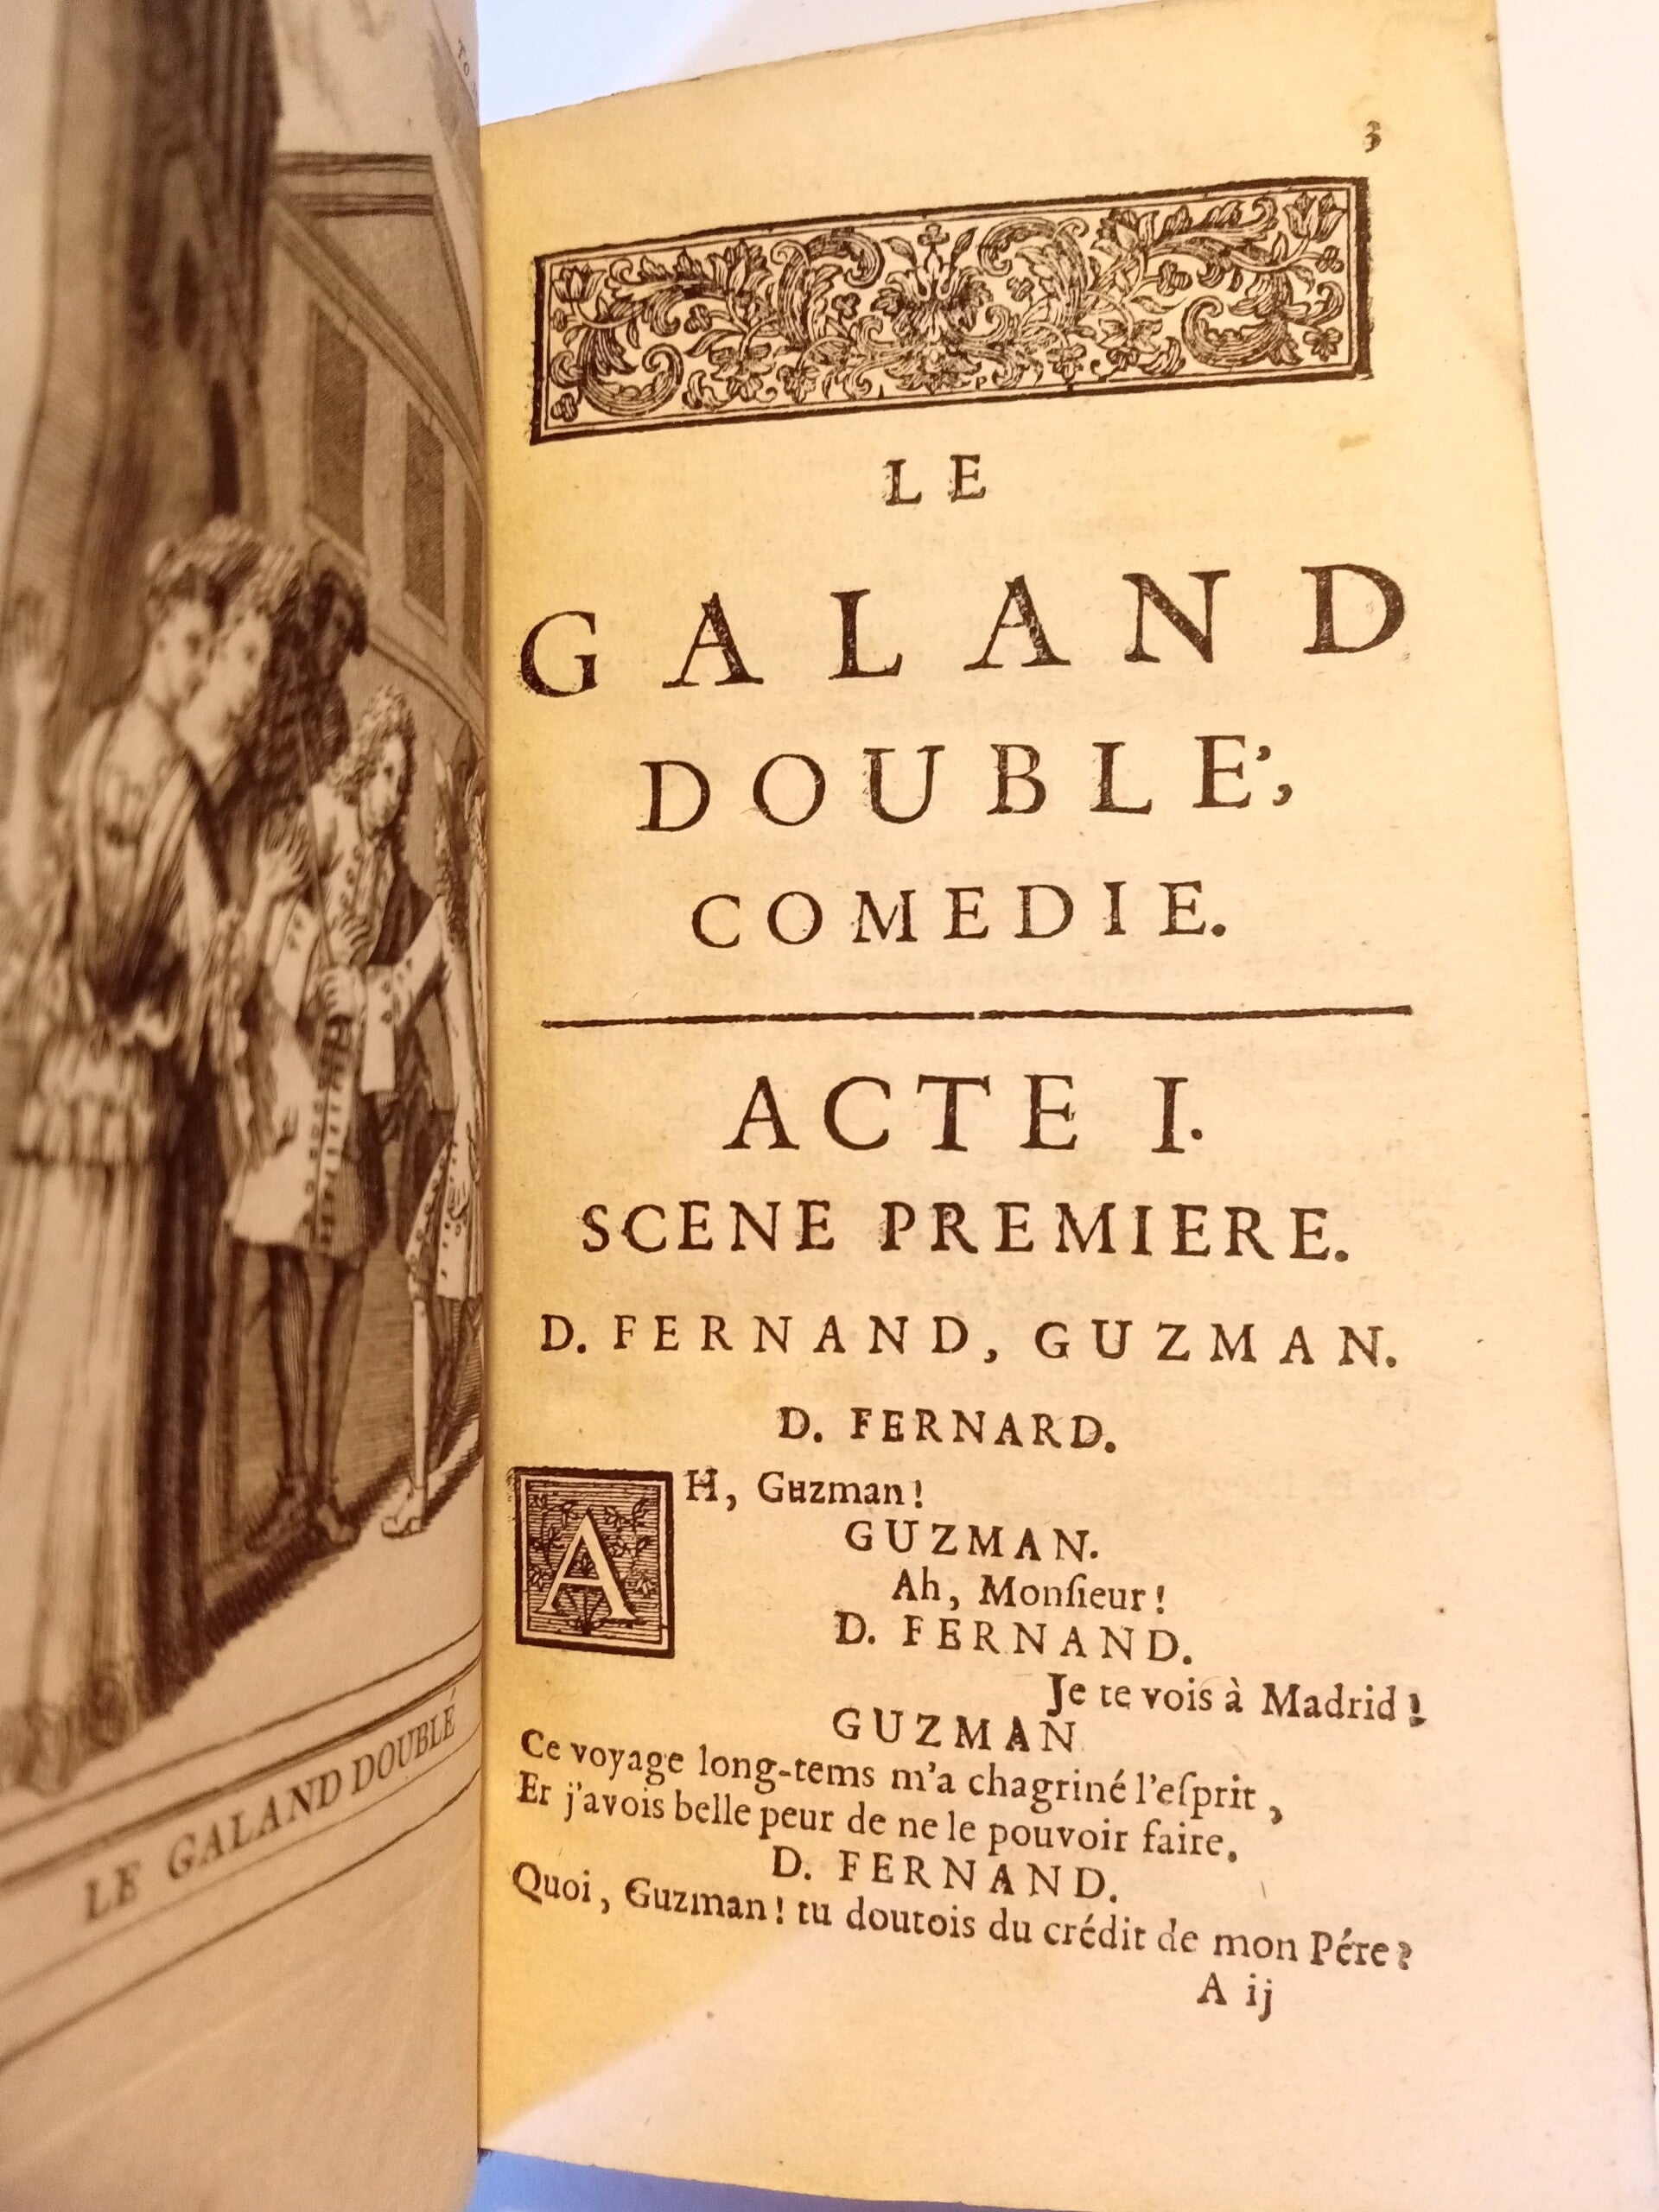 To
LE GALAND DOUBLÉ
3
LE
GALAND
DOUBLE',
COMEDIE.
ACTE I.
SCENE PREMIERE.
D. FERNAND, GUZMAN.
D. FERNARD.
AH, Guzman!
GUZMAN.
Ah, Monſieur!
D. FERNAND.
Je te vois à Madrid!
GUZMAN
Ce voyage long-tems m'a chagriné l'eſprit,
Et j'avois belle peur de ne le pouvoir faire.
D. FERNAND.
Quoi, Guzman! tu doutois du crédit de mon Pére?
A ij